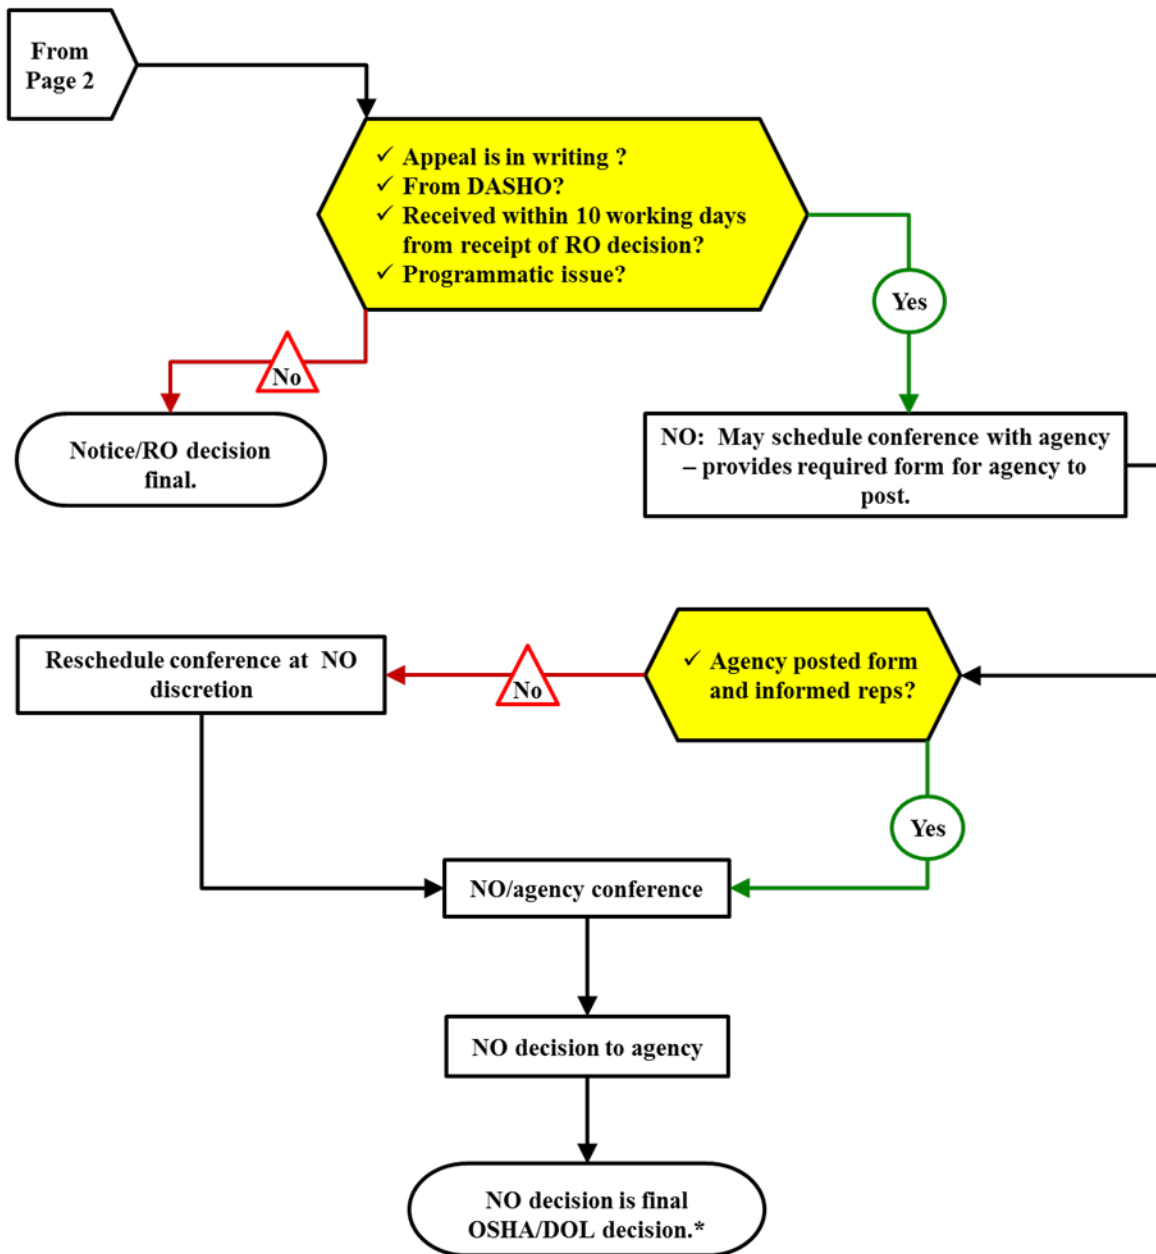 From
Page 2
✓ Appeal is in writing ?
✓ From DASHO?
✓ Received within 10 working days
from receipt of RO decision?
✓ Programmatic issue?
Yes
No
Notice/RO decision
final.
NO:  May schedule conference with agency
– provides required form for agency to
post.
Reschedule conference at  NO
discretion
No
✓ Agency posted form
and informed reps?
Yes
NO/agency conference
NO decision to agency
NO decision is final
OSHA/DOL decision.*